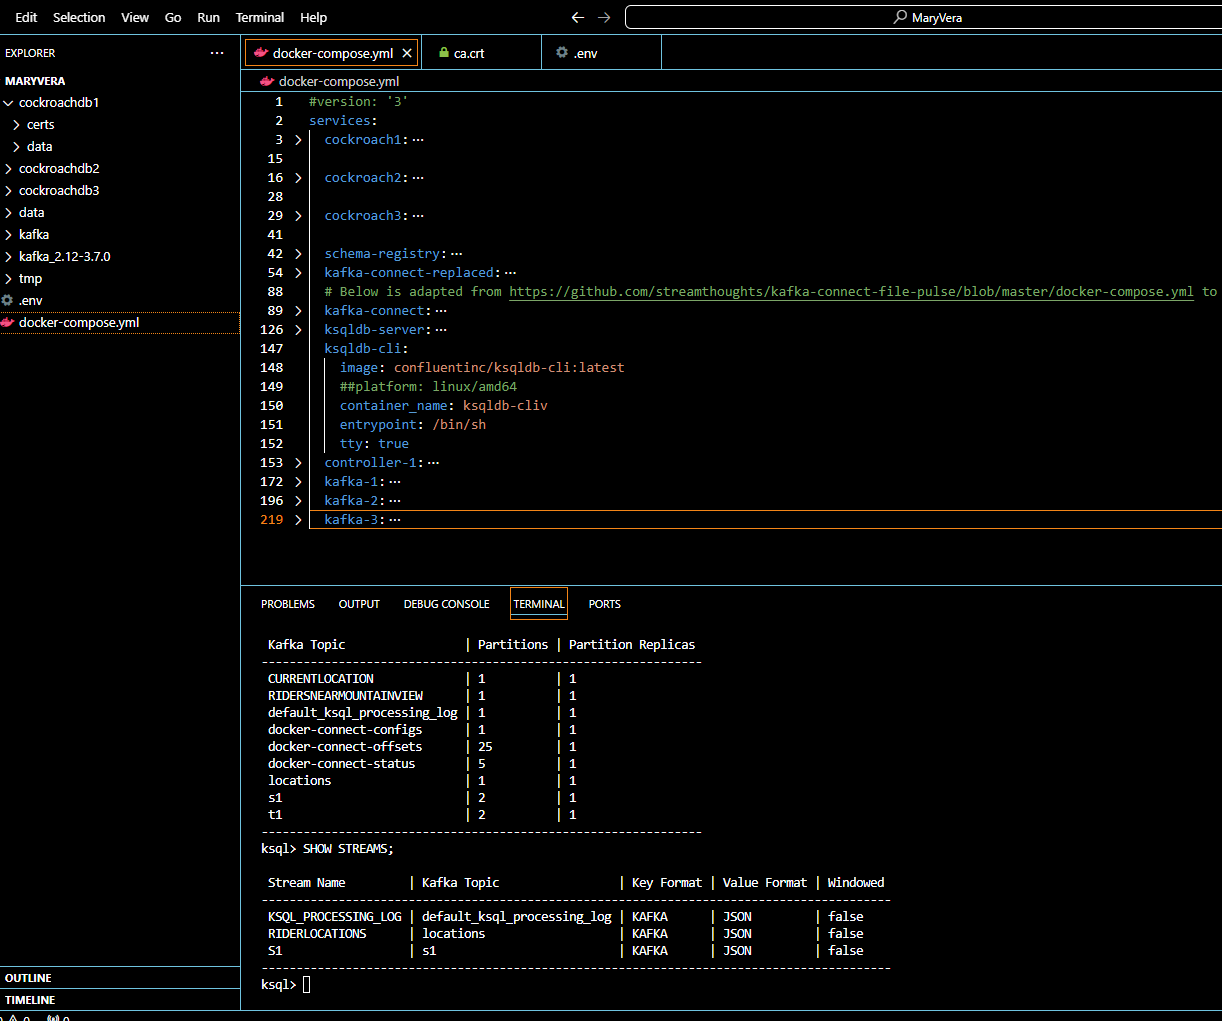 Edit Selection View Go Run Terminal Help
MaryVera
EXPLORER ...
MARYVERA
cockroachdb1
certs
data
cockroachdb2
cockroachdb3
data
kafka
kafka_2.12-3.7.0
tmp
.env
docker-compose.yml
OUTLINE
TIMELINE
docker-compose.yml
ca.crt
.env
docker-compose.yml
1 #version: '3'
2 services:
3 cockroach1:...
15
16 cockroach2:...
28
29 cockroach3:...
41
42 schema-registry:...
54 kafka-connect-replaced:...
88 # Below is adapted from https://github.com/streamthoughts/kafka-connect-file-pulse/blob/master/docker-compose.yml to
89 kafka-connect:...
126 ksqldb-server:...
147 ksqldb-cli:
148 image: confluentinc/ksqldb-cli:latest
149 ##platform: linux/amd64
150 container_name: ksqldb-cliv
151 entrypoint: /bin/sh
152 tty: true
153 controller-1:...
172 kafka-1:...
196 kafka-2:...
219 kafka-3:...
PROBLEMS OUTPUT DEBUG CONSOLE TERMINAL PORTS
Kafka Topic | Partitions | Partition Replicas
---------------------------------------------------------------
CURRENTLOCATION | 1 | 1
RIDERSNEARMOUNTAINVIEW | 1 | 1
default_ksql_processing_log | 1 | 1
docker-connect-configs | 1 | 1
docker-connect-offsets | 25 | 1
docker-connect-status | 5 | 1
locations | 1 | 1
s1 | 2 | 1
t1 | 2 | 1
---------------------------------------------------------------
ksql> SHOW STREAMS;
Stream Name | Kafka Topic | Key Format | Value Format | Windowed
------------------------------------------------------------------------------------------
KSQL_PROCESSING_LOG | default_ksql_processing_log | KAFKA | JSON | false
RIDERLOCATIONS | locations | KAFKA | JSON | false
S1 | s1 | KAFKA | JSON | false
------------------------------------------------------------------------------------------
ksql>